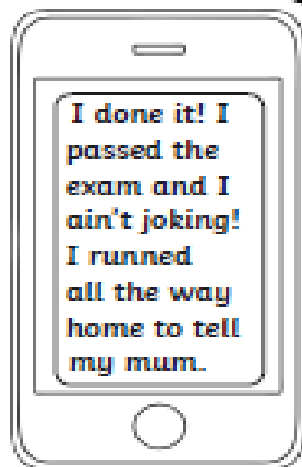 I done it! I
passed the
exam and I
ain't joking!
I runned
all the way
home to tell
my mum.